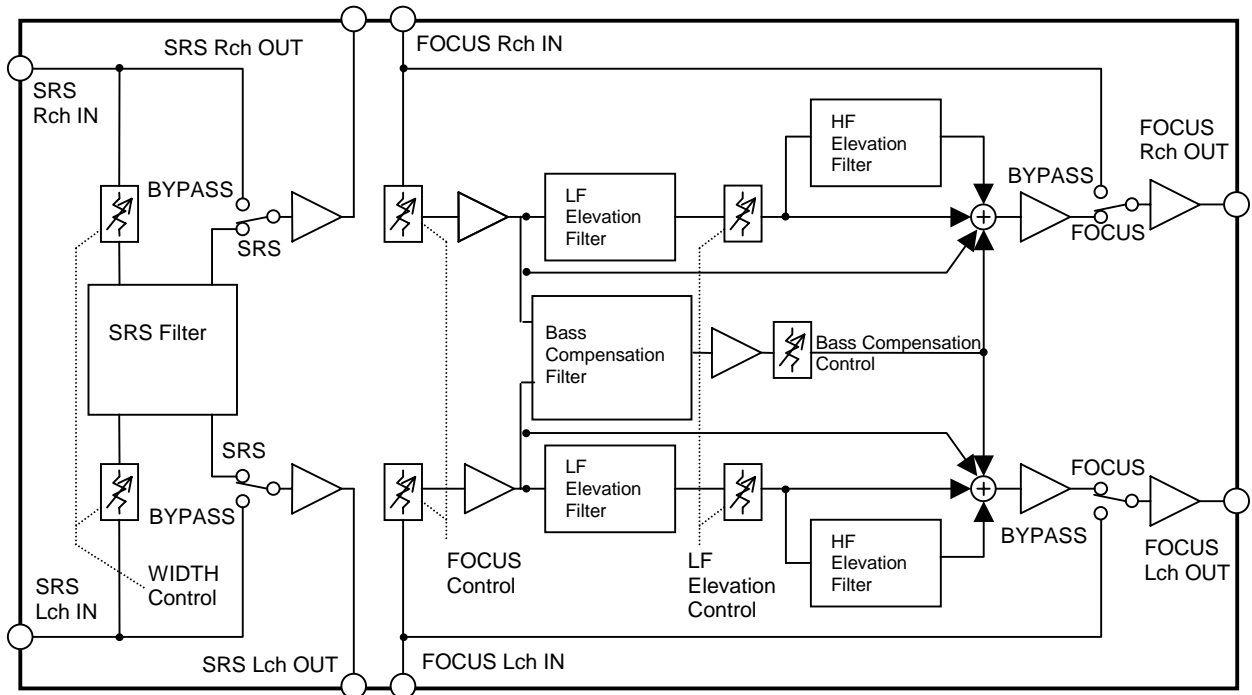 SRS Rch OUT
FOCUS Rch IN
SRS
Rch IN
HF
Elevation
Filter
FOCUS
Rch OUT
BYPASS
BYPASS
LF
Elevation
Filter
SRS
FOCUS
+
SRS Filter
Bass
Compensation
Filter
Bass Compensation
Control
SRS
BYPASS
LF
Elevation
Filter
+
FOCUS
BYPASS
HF
Elevation
Filter
FOCUS
Lch OUT
WIDTH
Control
FOCUS
Control
LF
Elevation
Control
SRS
Lch IN
SRS Lch OUT
FOCUS Lch IN